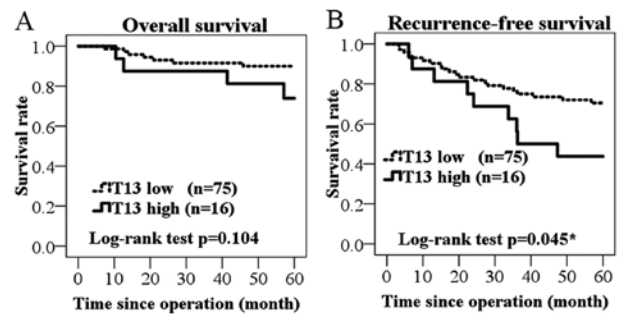 A
Overall survival
Survival rate
1.0
0.8
0.6
0.4
0.2
0.0
T13 low (n=75)
T13 high (n=16)
Log-rank test p=0.104
0 10 20 30 40 50 60
Time since operation (month)
B
Recurrence-free survival
Survaival rate
1.0
0.8
0.6
0.4
0.2
0.0
T13 low (n=75)
T13 high (n=16)
Log-rank test p=0.045*
0 10 20 30 40 50 60
Time since operation (month)